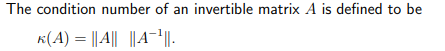 The condition number of an invertible matrix A is defined to be
κ(A) = ‖A‖ ‖A⁻¹‖.